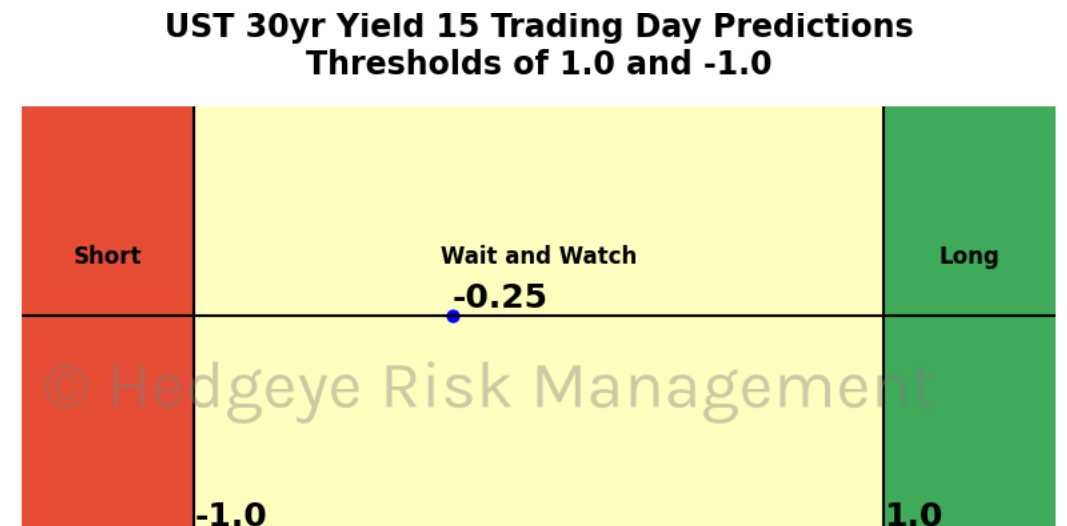 UST 30yr Yield 15 Trading Day Predictions
Thresholds of 1.0 and -1.0
Short
Wait and Watch
Long
-0.25
© Hedgeye Risk Management
-1.0
1.0